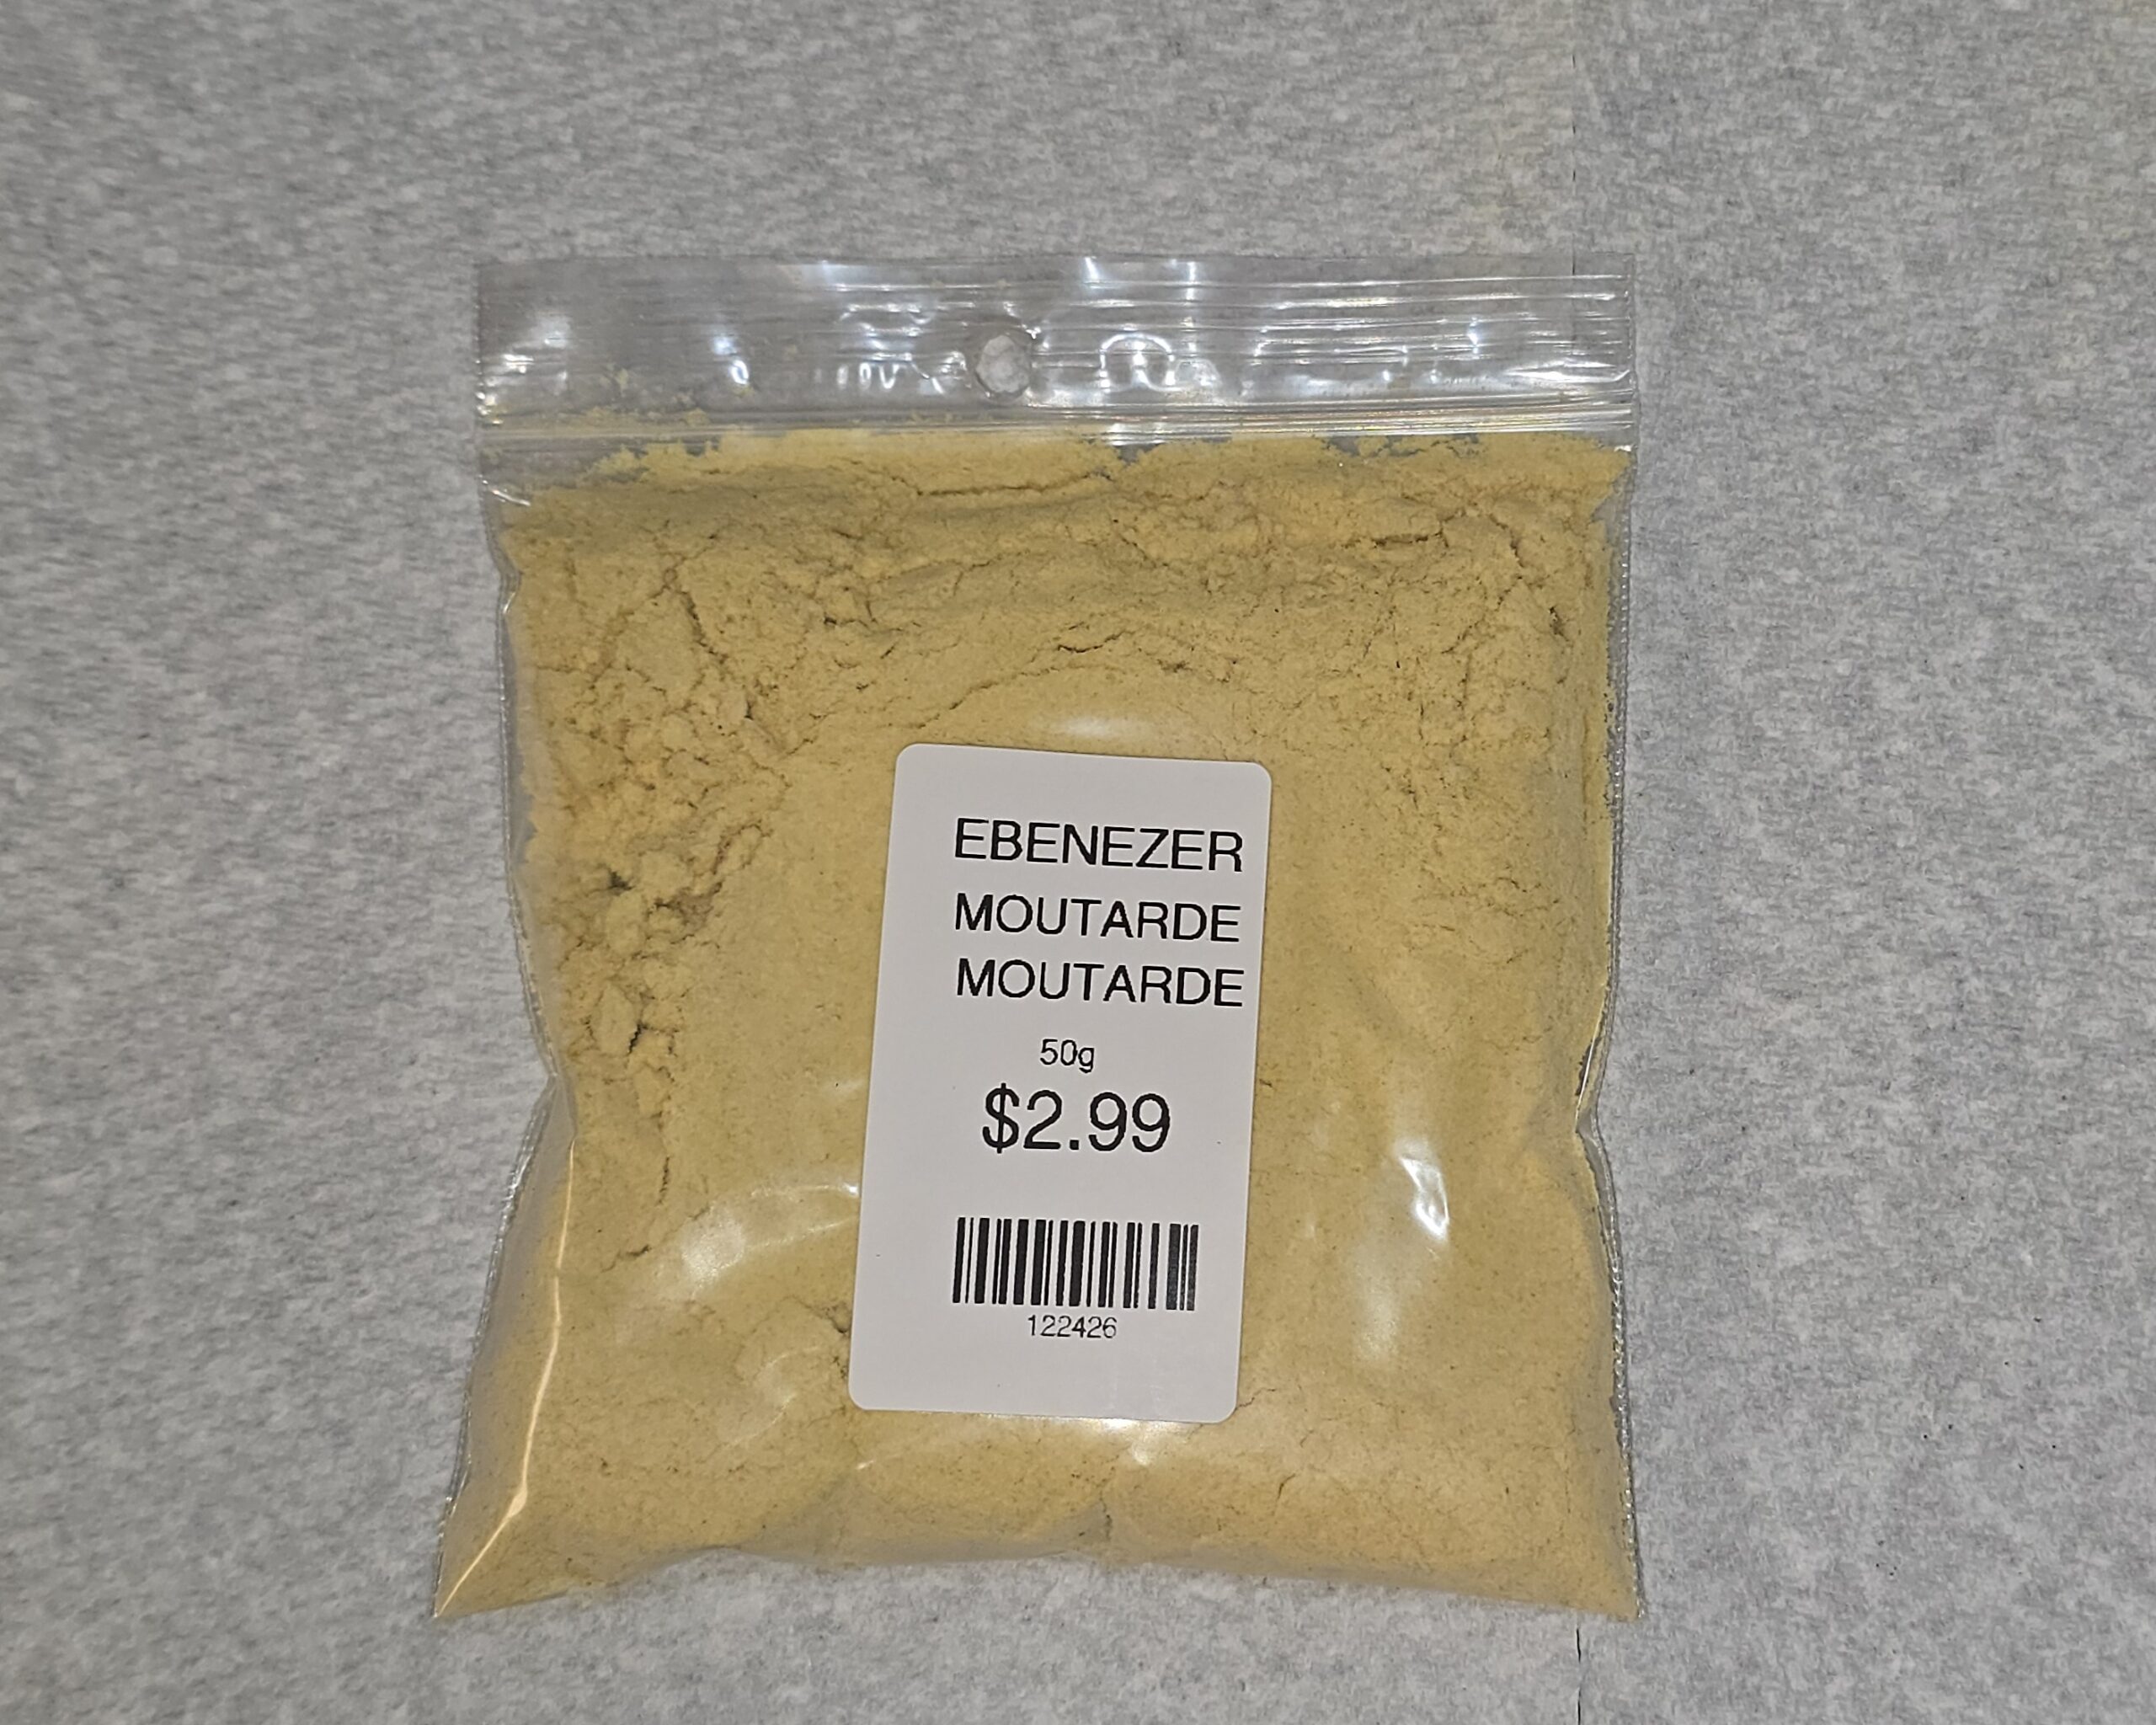 EBENEZER
MOUTARDE
MOUTARDE
50g
$2.99
122426